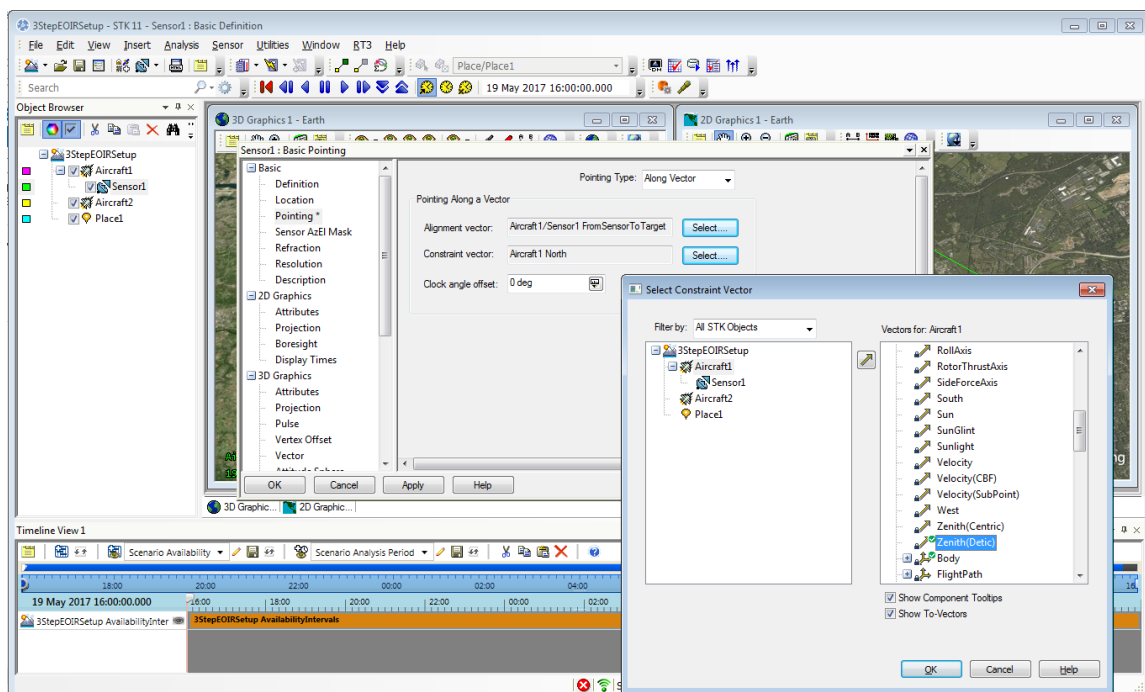 3StepEOIRSetup - STK 11 - Sensor1 : Basic Definition
File Edit View Insert Analysis Sensor Utilities Window RT3 Help
Place/Place1
Search
19 May 2017 16:00:00.000
Object Browser
3StepEOIRSetup
Aircraft1
Sensor1
Aircraft2
Place1
3D Graphics 1 - Earth
2D Graphics 1 - Earth
Sensor1 : Basic Pointing
Basic
Definition
Location
Pointing *
Sensor AzEl Mask
Refraction
Resolution
Description
2D Graphics
Attributes
Projection
Boresight
Display Times
3D Graphics
Attributes
Projection
Pulse
Vertex Offset
Vector
Attitude Sphere
Pointing Type: Along Vector
Pointing Along a Vector
Alignment vector: Aircraft1/Sensor1 FromSensorToTarget Select....
Constraint vector: Aircraft1 North Select....
Clock angle offset: 0 deg
OK Cancel Apply Help
3D Graphic... 2D Graphic...
Select Constraint Vector
Filter by: All STK Objects
3StepEOIRSetup
Aircraft1
Sensor1
Aircraft2
Place1
Vectors for: Aircraft1
RollAxis
RotorThrustAxis
SideForceAxis
South
Sun
SunGlint
Sunlight
Velocity
Velocity(CBF)
Velocity(SubPoint)
West
Zenith(Centric)
Zenith(Detic)
Body
FlightPath
Show Component Tooltips
Show To-Vectors
OK Cancel Help
Timeline View 1
Scenario Availability Scenario Analysis Period
18:00 20:00 22:00 00:00 02:00 04:00
19 May 2017 16:00:00.000 16:00 18:00 20:00 22:00 00:00 02:00
3StepEOIRSetup AvailabilityInter 3StepEOIRSetup AvailabilityIntervals